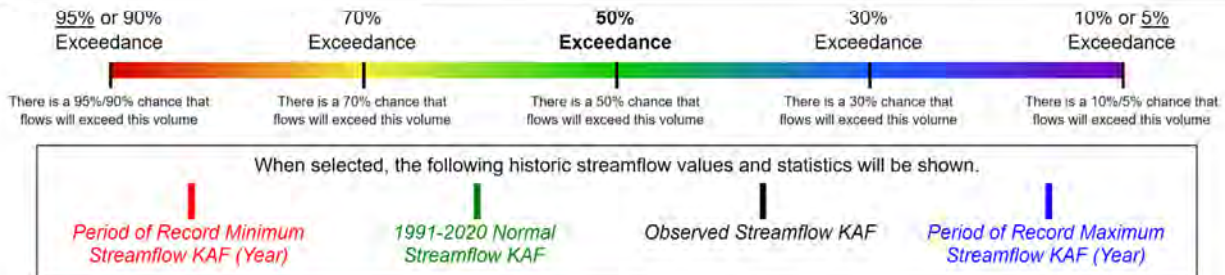 95% or 90% 70% 50% 30% 10% or 5%
Exceedance Exceedance Exceedance Exceedance Exceedance
There is a 95%/90% chance that There is a 70% chance that There is a 50% chance that There is a 30% chance that There is a 10%/5% chance that
flows will exceed this volume flows will exceed this volume flows will exceed this volume flows will exceed this volume flows will exceed this volume
When selected, the following historic streamflow values and statistics will be shown.
Period of Record Minimum 1991-2020 Normal Observed Streamflow KAF Period of Record Maximum
Streamflow KAF (Year) Streamflow KAF Streamflow KAF (Year)